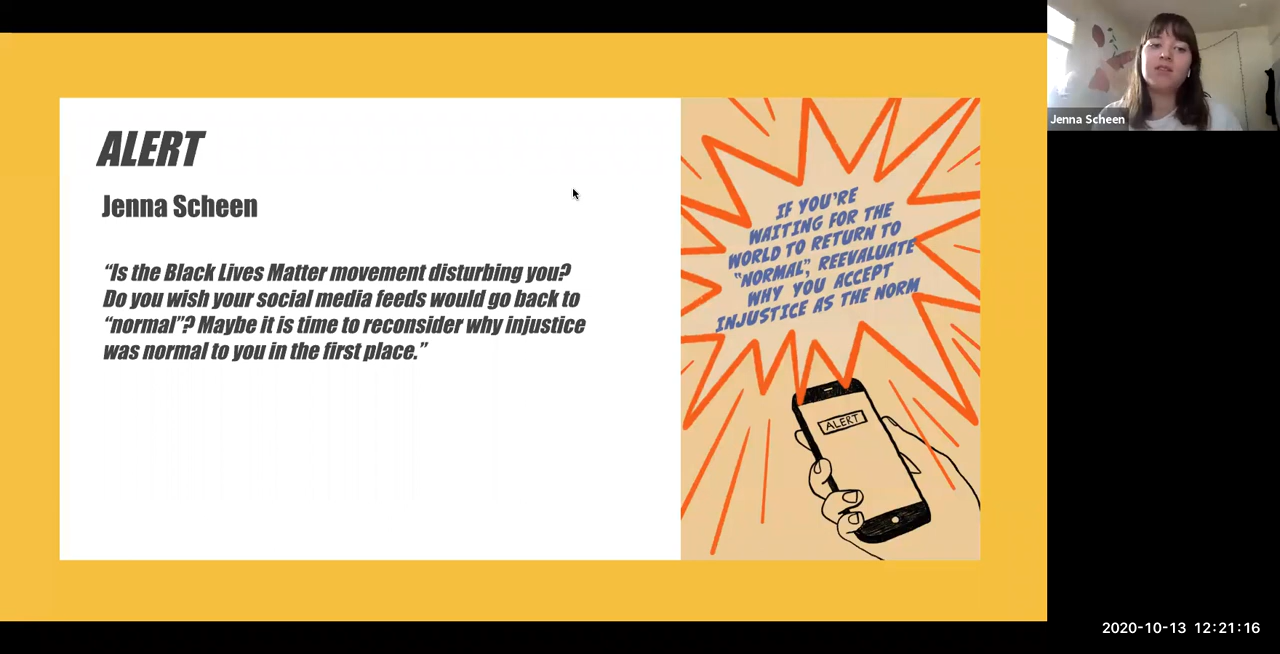 ALERT
Jenna Scheen
“Is the Black Lives Matter movement disturbing you?
Do you wish your social media feeds would go back to
“normal”? Maybe it is time to reconsider why injustice
was normal to you in the first place.”
IF YOU'RE
WAITING FOR THE
WORLD TO RETURN TO
“NORMAL”, REEVALUATE
WHY YOU ACCEPT
INJUSTICE AS THE NORM
ALERT
Jenna Scheen
2020-10-13 12:21:16